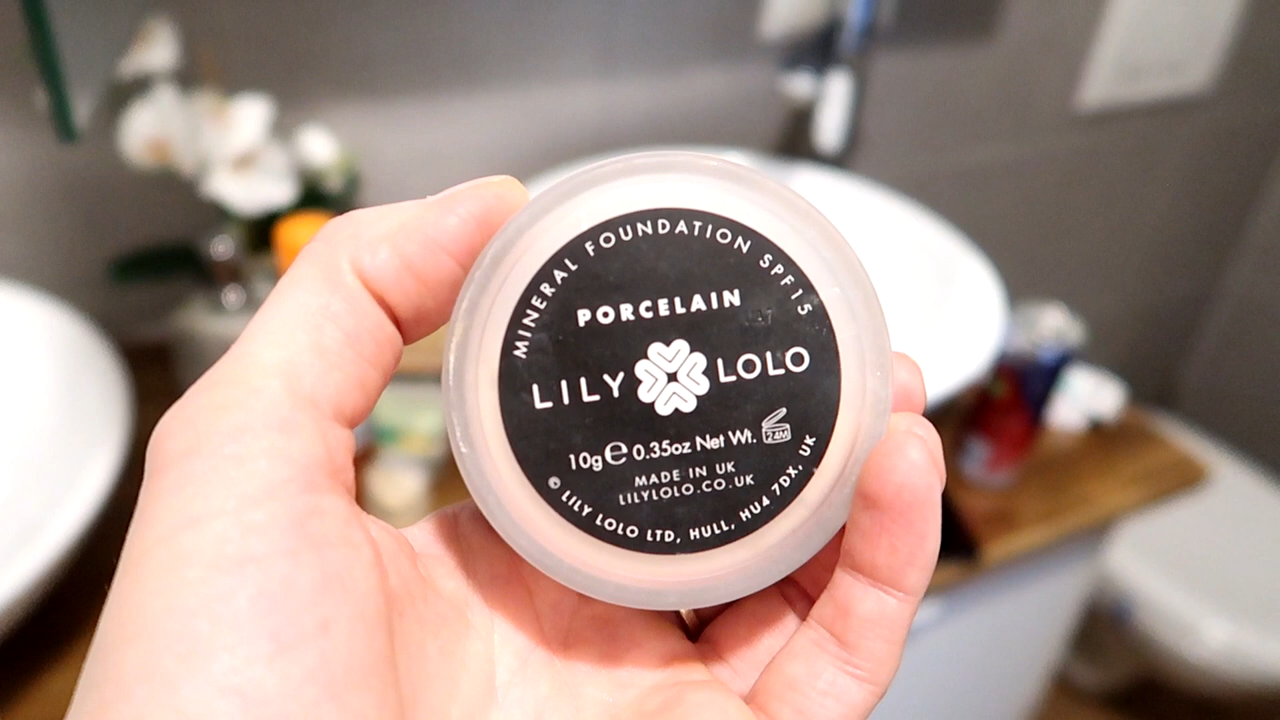 MINERAL FOUNDATION SPF15
PORCELAIN
LILY LOLO
10g℮ 0.35oz Net Wt. 24M
MADE IN UK
LILYLOLO.CO.UK
© LILY LOLO LTD, HULL, HU4 7DX, UK